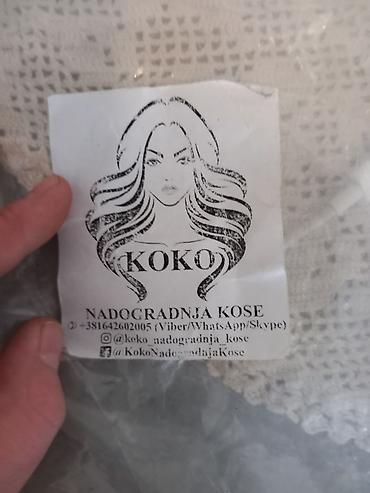 KOKO
NADOGRADNJA KOSE
+381642602005 (Viber/WhatsApp/Skype)
@koko_nadogradnja_kose
@KokoNadogradnjaKose